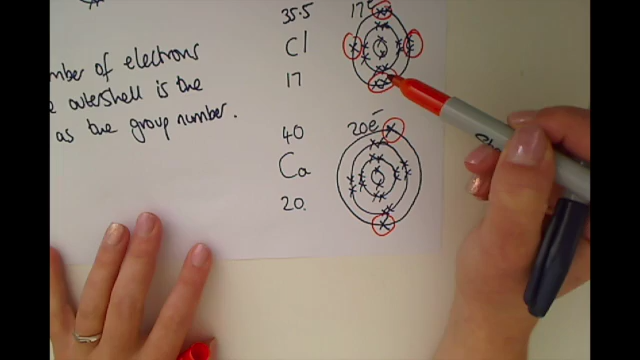 35.5 17e
Cl
17
mber of electrons
outershell is the
as the group number.
40 20e⁻
Ca
20.